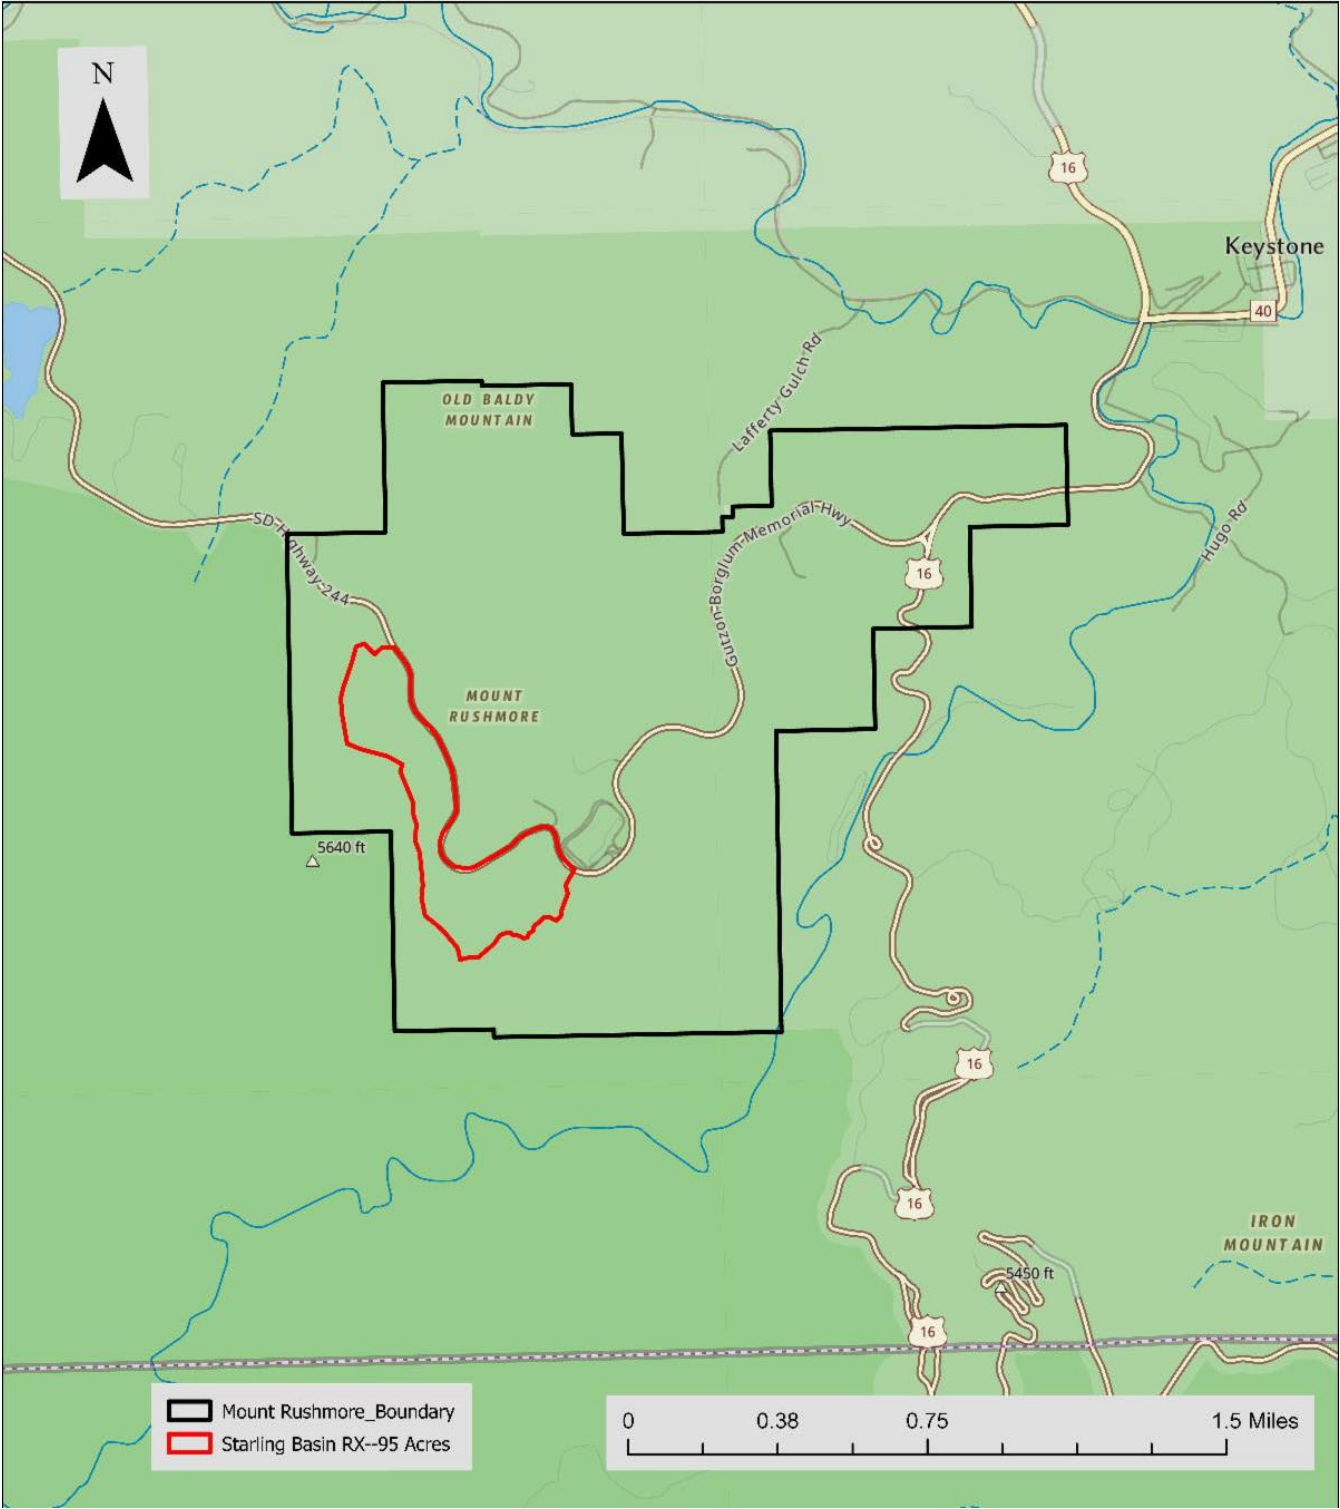 N
16
Keystone
40
Lafferty Gulch Rd
OLD BALDY
MOUNTAIN
SD Highway 244
Gutzon Borglum Memorial Hwy
Hugo Rd
16
MOUNT
RUSHMORE
5640 ft
16
16
IRON
MOUNTAIN
5450 ft
16
Mount Rushmore_Boundary
Starling Basin RX--95 Acres
0 0.38 0.75 1.5 Miles